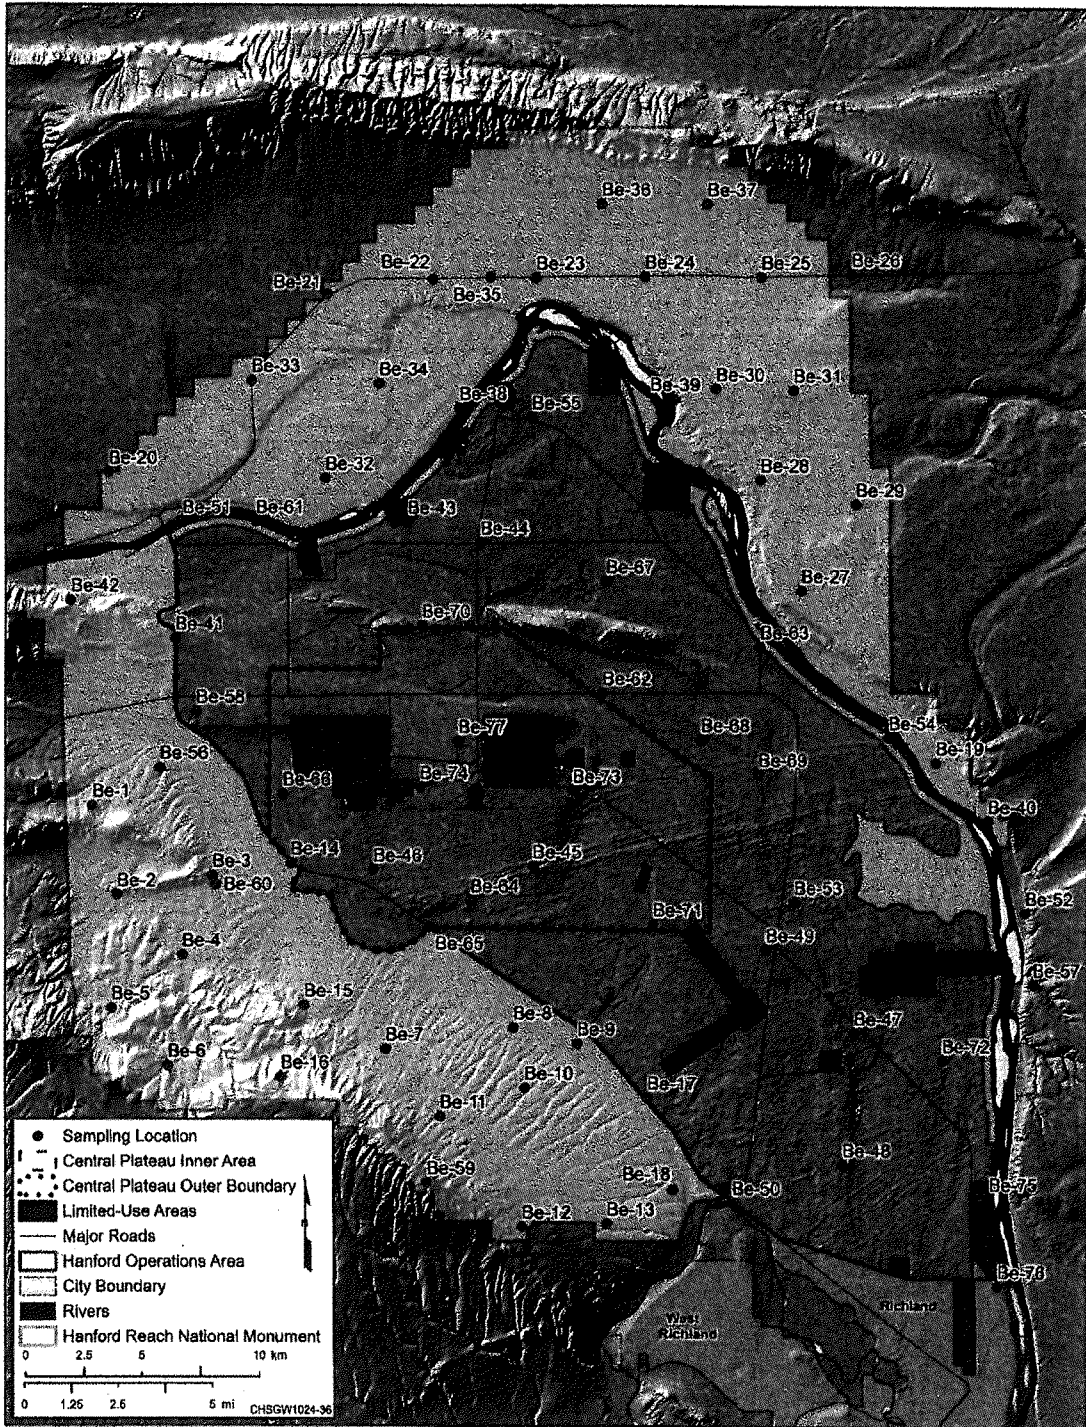 Be-36
Be-37
Be-22
Be-23
Be-24
Be-25
Be-26
Be-21
Be-35
Be-33
Be-34
Be-39
Be-30
Be-31
Be-38
Be-55
Be-20
Be-32
Be-28
Be-29
Be-51
Be-61
Be-43
Be-44
Be-42
Be-67
Be-27
Be-41
Be-70
Be-63
Be-58
Be-62
Be-77
Be-68
Be-54
Be-19
Be-56
Be-66
Be-74
Be-73
Be-69
Be-1
Be-40
Be-14
Be-46
Be-45
Be-3
Be-60
Be-2
Be-64
Be-53
Be-52
Be-71
Be-49
Be-4
Be-65
Be-57
Be-5
Be-15
Be-8
Be-9
Be-47
Be-7
Be-72
Be-6
Be-16
Be-10
Be-17
Be-11
Be-48
Be-59
Be-18
Be-50
Be-75
Be-12
Be-13
Be-76
West
Richland
Richland
Sampling Location
Central Plateau Inner Area
Central Plateau Outer Boundary
Limited-Use Areas
Major Roads
Hanford Operations Area
City Boundary
Rivers
Hanford Reach National Monument
N
0 2.5 5 10 km
0 1.25 2.5 5 mi
CHSGW1024-36